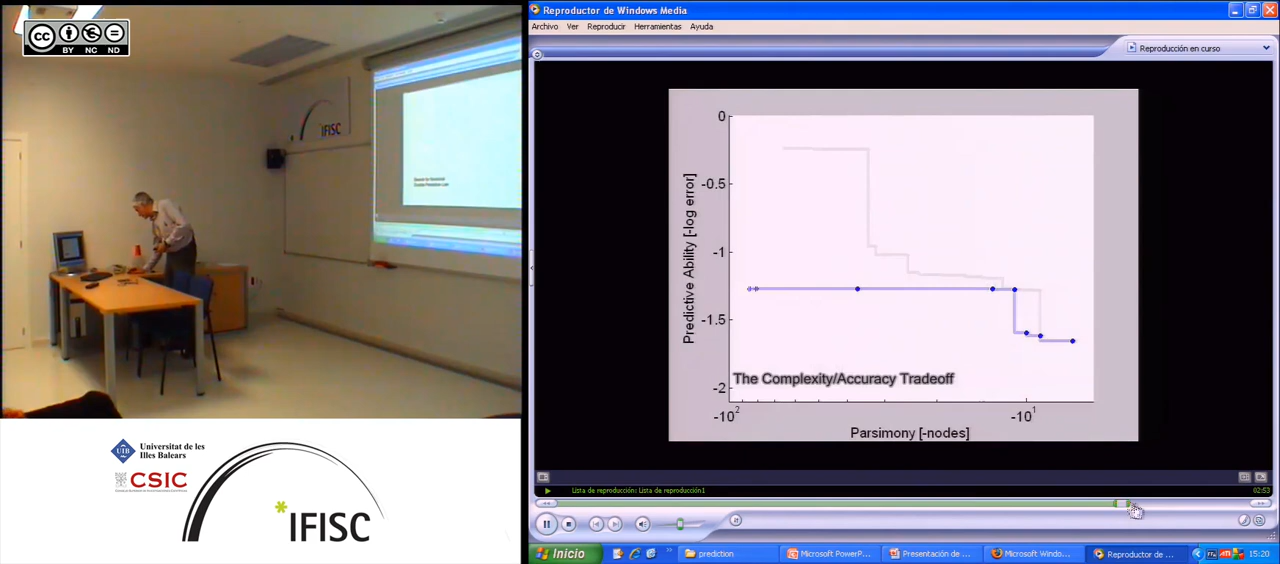 cc
BY NC ND
IFISC
Universitat de les
Illes Balears
UIB
CSIC
*IFISC
Reproductor de Windows Media
Archivo Ver Reproducir Herramientas Ayuda
Reproducción en curso
0
-0.5
-1
-1.5
-2
Predictive Ability [-log error]
The Complexity/Accuracy Tradeoff
-10²
-10¹
Parsimony [-nodes]
Lista de reproducción: Lista de reproducción1
02:53
Inicio
prediction
Microsoft PowerP...
Presentación de ...
Microsoft Window...
Reproductor de ...
15:20